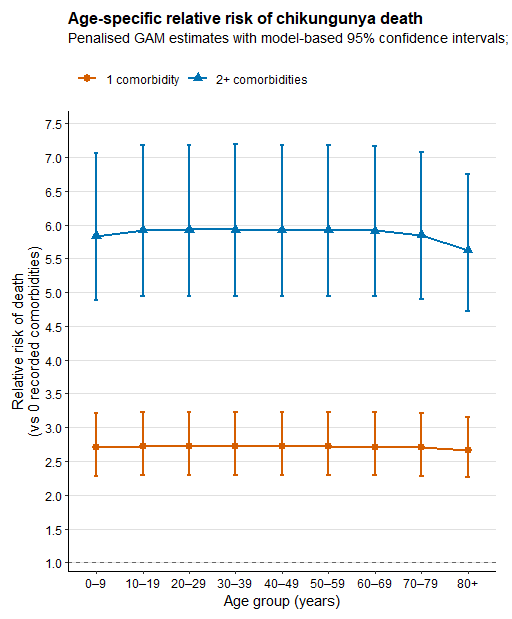 Age-specific relative risk of chikungunya death
Penalised GAM estimates with model-based 95% confidence intervals;
1 comorbidity
2+ comorbidities
Relative risk of death
(vs 0 recorded comorbidities)
7.5
7.0
6.5
6.0
5.5
5.0
4.5
4.0
3.5
3.0
2.5
2.0
1.5
1.0
0–9 10–19 20–29 30–39 40–49 50–59 60–69 70–79 80+
Age group (years)